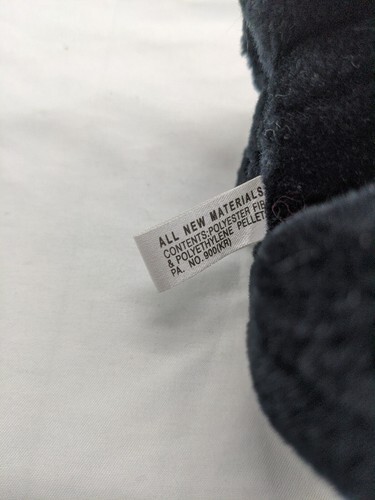 ALL NEW MATERIALS
CONTENTS:POLYESTER FIB
& POLYETHYLENE PELLET
PA. NO.900(KR)